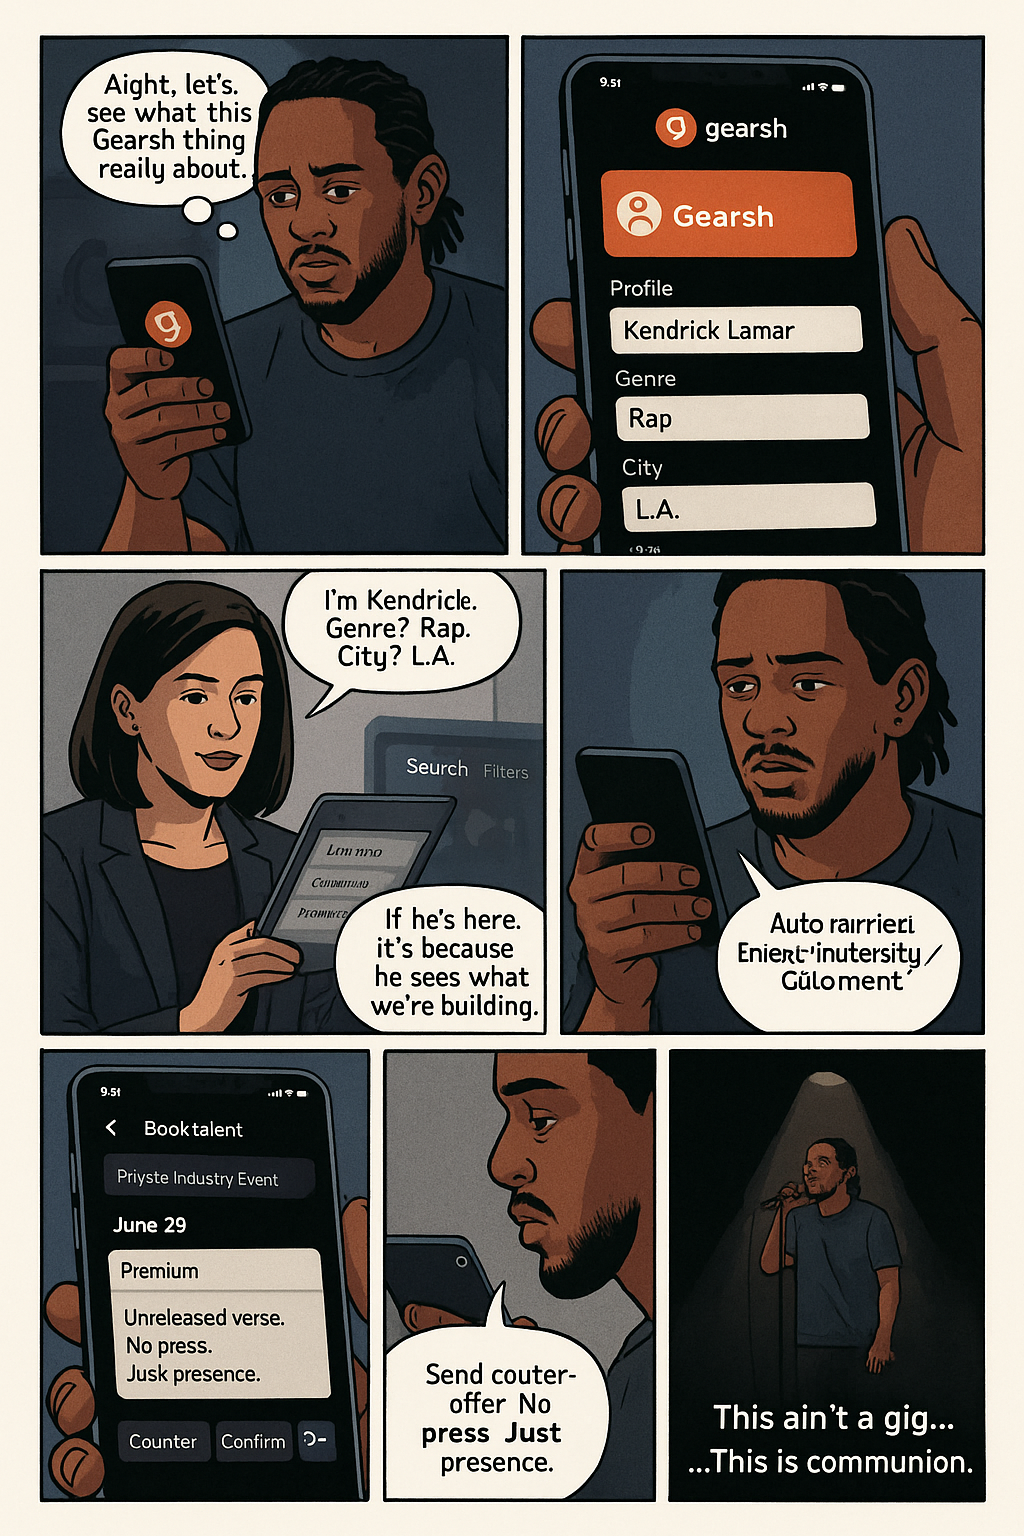 Aight, let's.
see what this
Gearsh thing
reaily about.
g
9.51
g gearsh
Gearsh
Profile
Kendrick Lamar
Genre
Rap
City
L.A.
I'm Kendricle.
Genre? Rap.
City? L.A.
Seurch Filters
If he's here.
it's because
he sees what
we're building.
Auto
9.51
< Book talent
Priyste Industry Event
June 29
Premium
Unreleased verse.
No press.
Jusk presence.
Counter Confirm
Send couter-
offer No
press Just
presence.
This ain't a gig...
...This is communion.